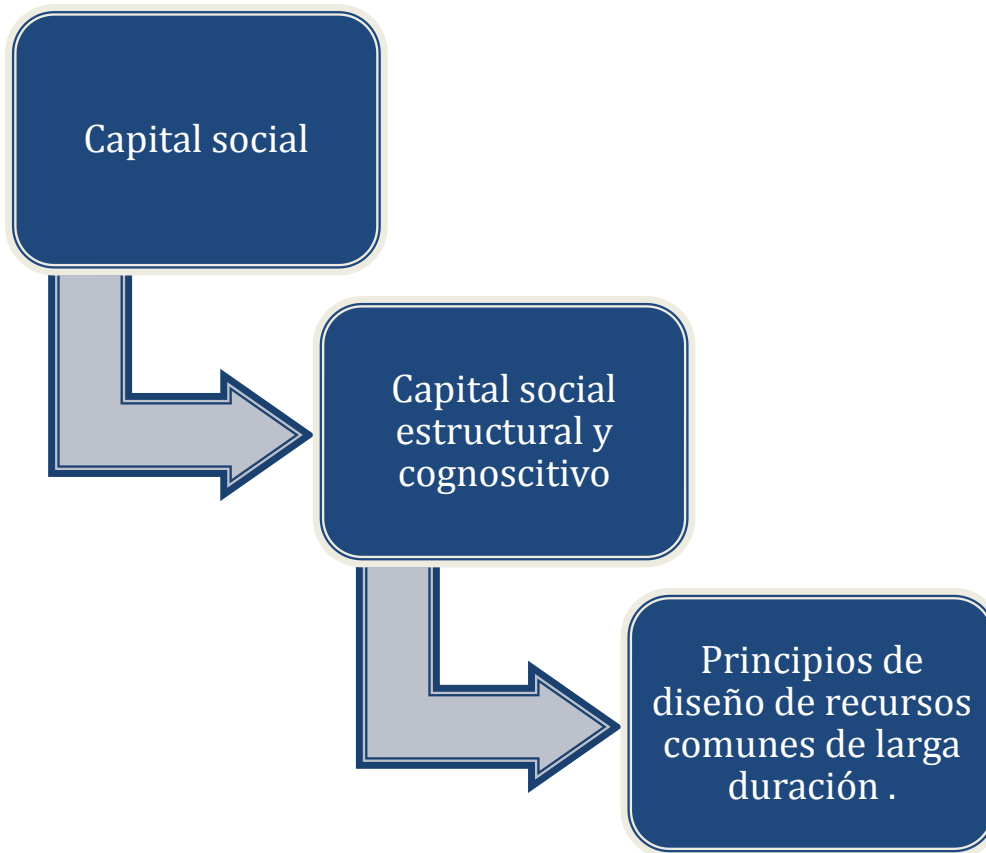 Capital social
Capital social
estructural y
cognoscitivo
Principios de
diseño de recursos
comunes de larga
duración .